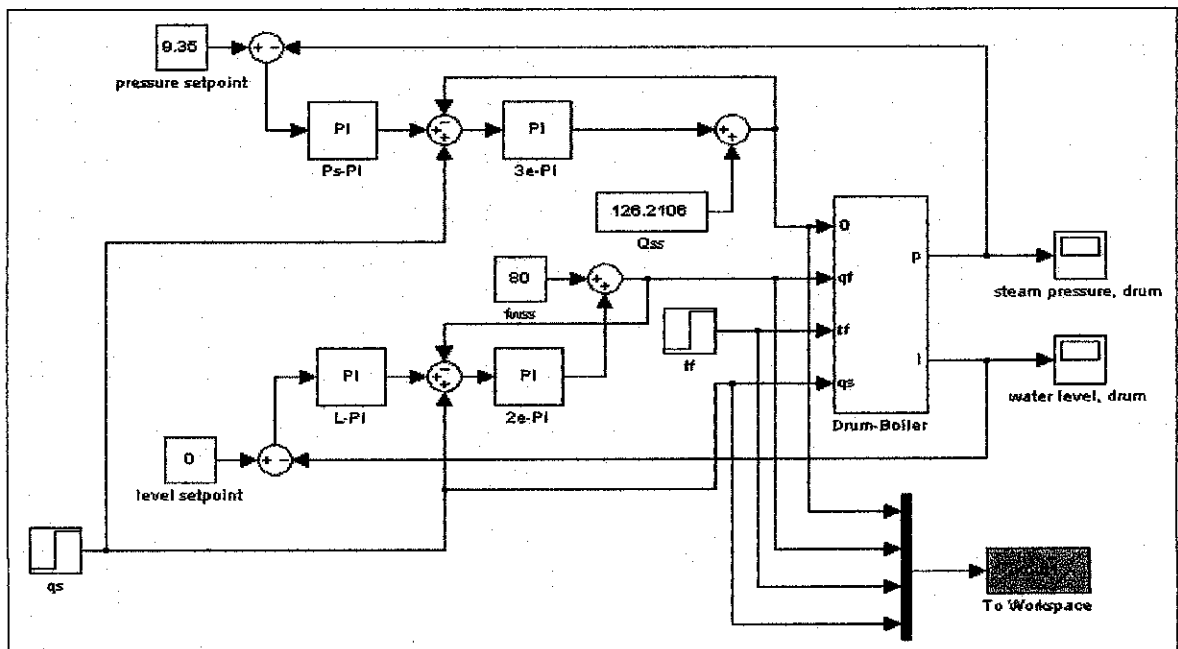 9.35
pressure setpoint
PI
Ps-PI
PI
3e-PI
126.2106
Qss
80
fwss
tf
PI
L-PI
PI
2e-PI
0
level setpoint
qs
Q
qf
tf
qs
p
l
Drum-Boiler
steam pressure, drum
water level, drum
To Workspace